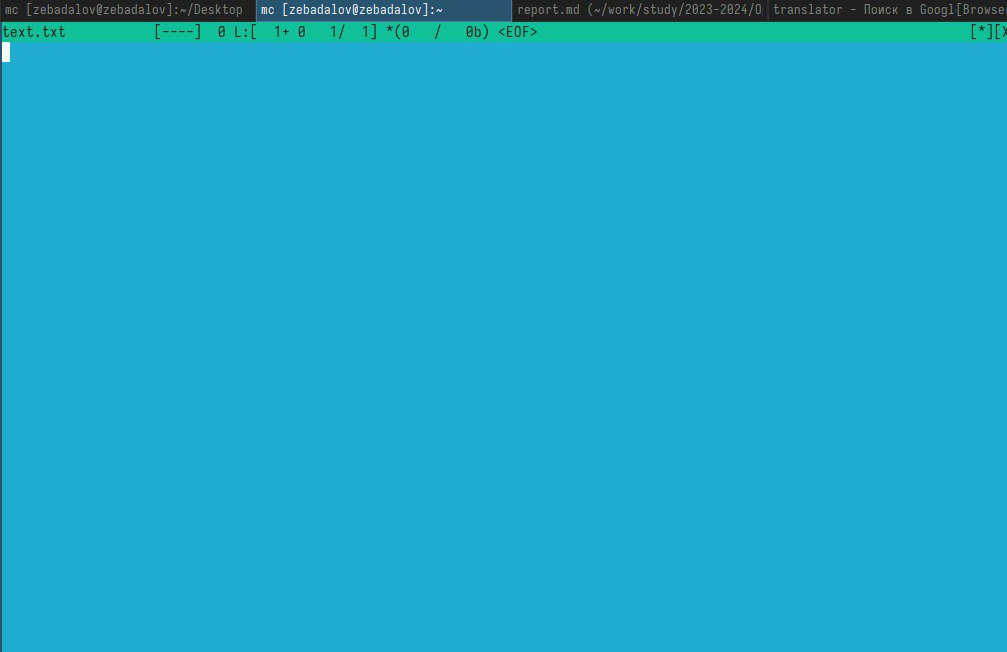 mc [zebadalov@zebadalov]:~/Desktop mc [zebadalov@zebadalov]:~ report.md (~/work/study/2023-2024/О translator - Поиск в Googl[Browse
text.txt [----] 0 L:[ 1+ 0 1/ 1] *(0 / 0b) <EOF> [*][X